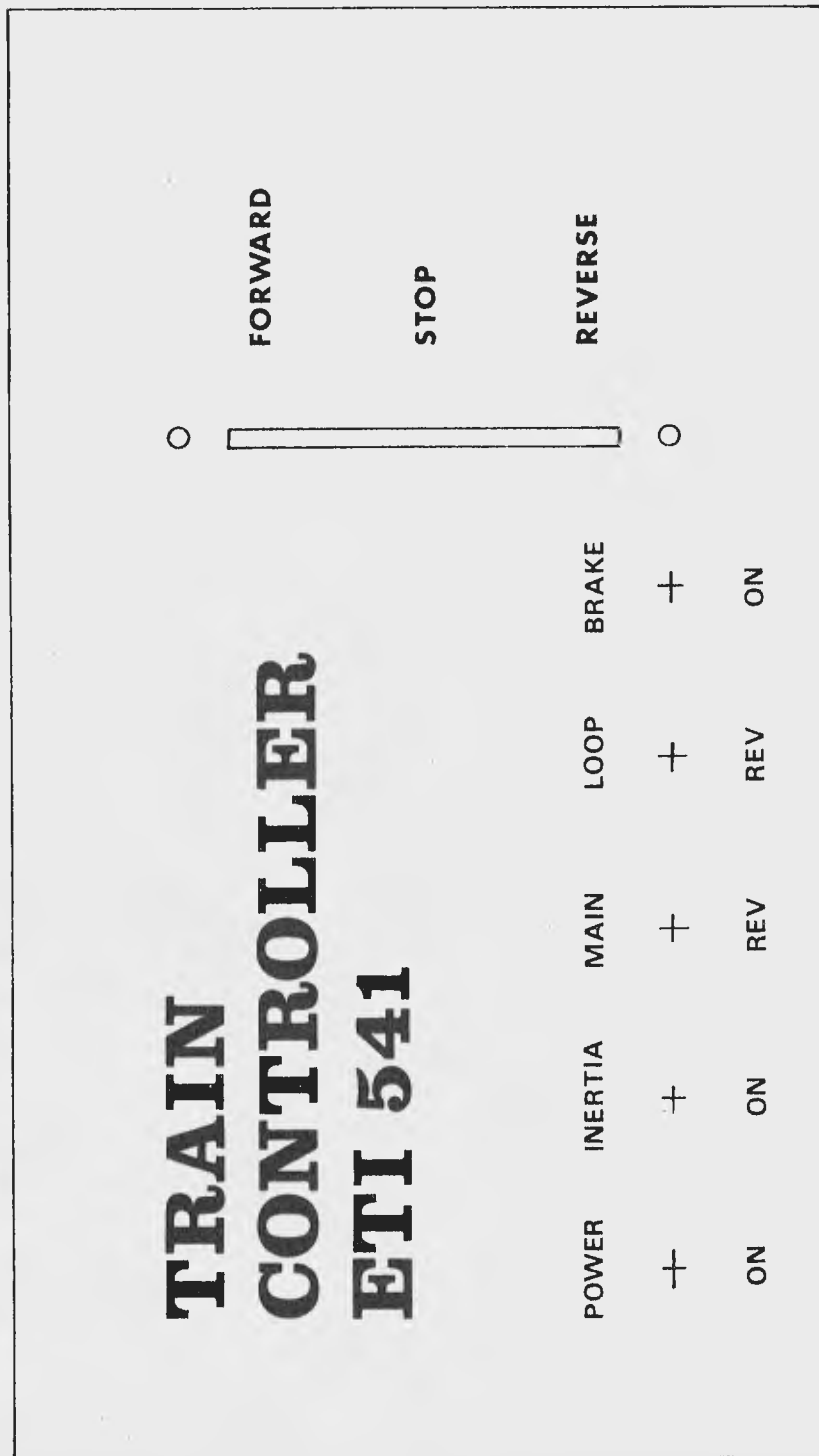 TRAIN
CONTROLLER
ETI 541
FORWARD
STOP
REVERSE
POWER INERTIA MAIN LOOP BRAKE
ON ON REV REV ON